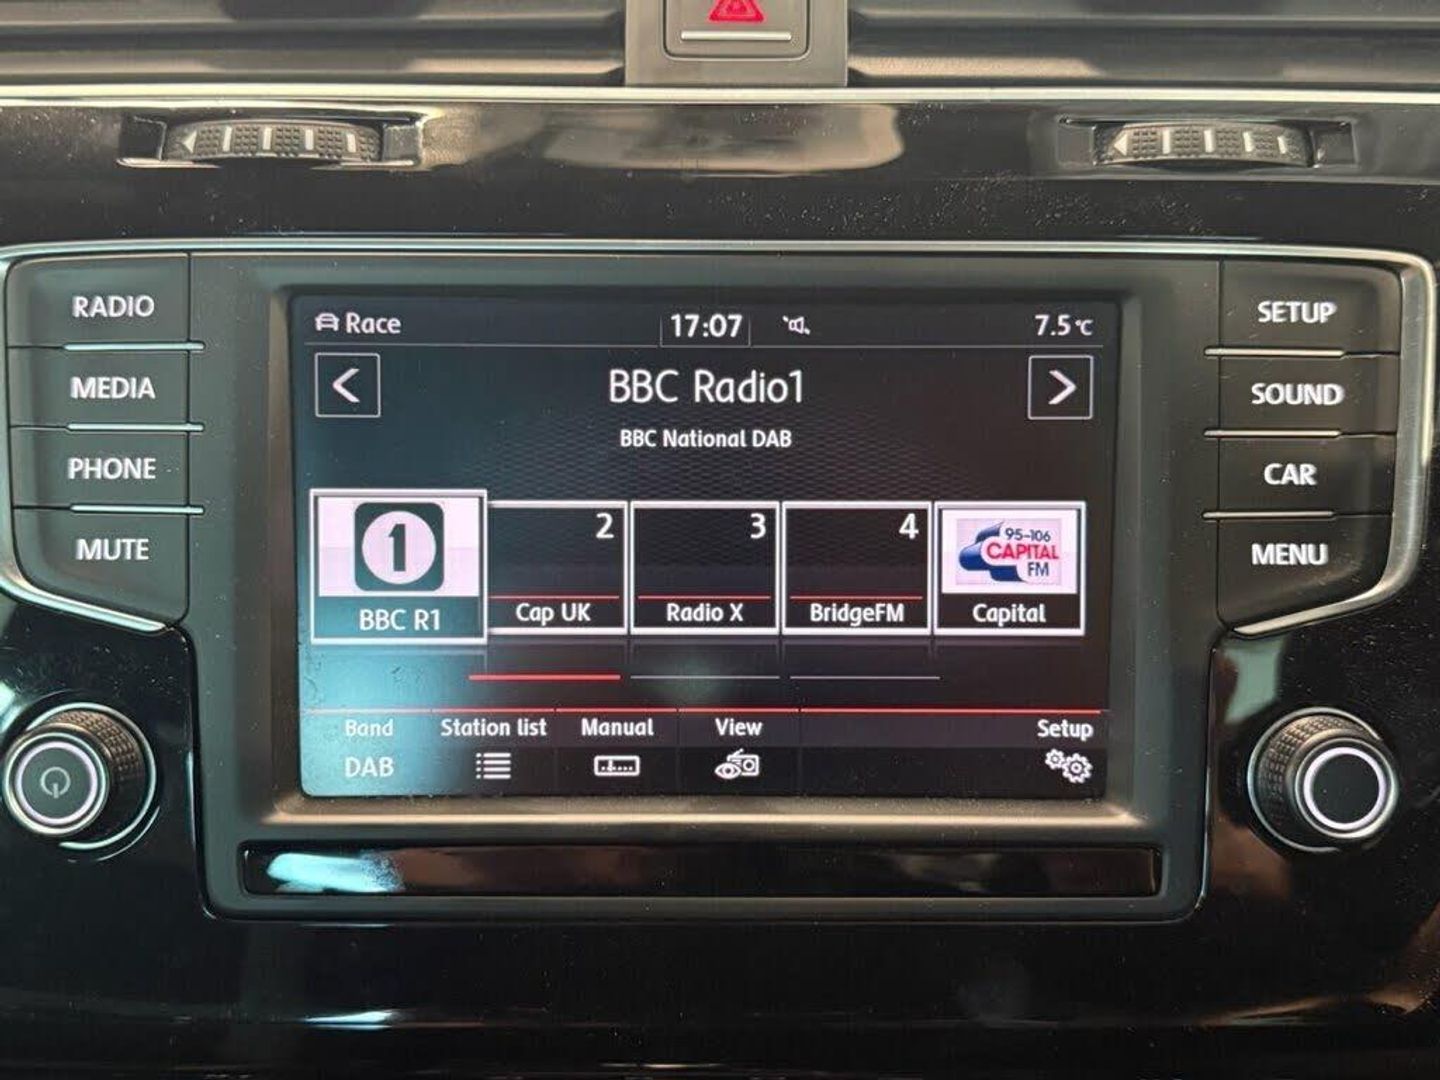 RADIO
MEDIA
PHONE
MUTE
Race
17:07
7.5°C
BBC Radio1
BBC National DAB
1
BBC R1
2
Cap UK
3
Radio X
4
BridgeFM
95-106
CAPITAL
FM
Capital
Band
DAB
Station list
Manual
View
Setup
SETUP
SOUND
CAR
MENU